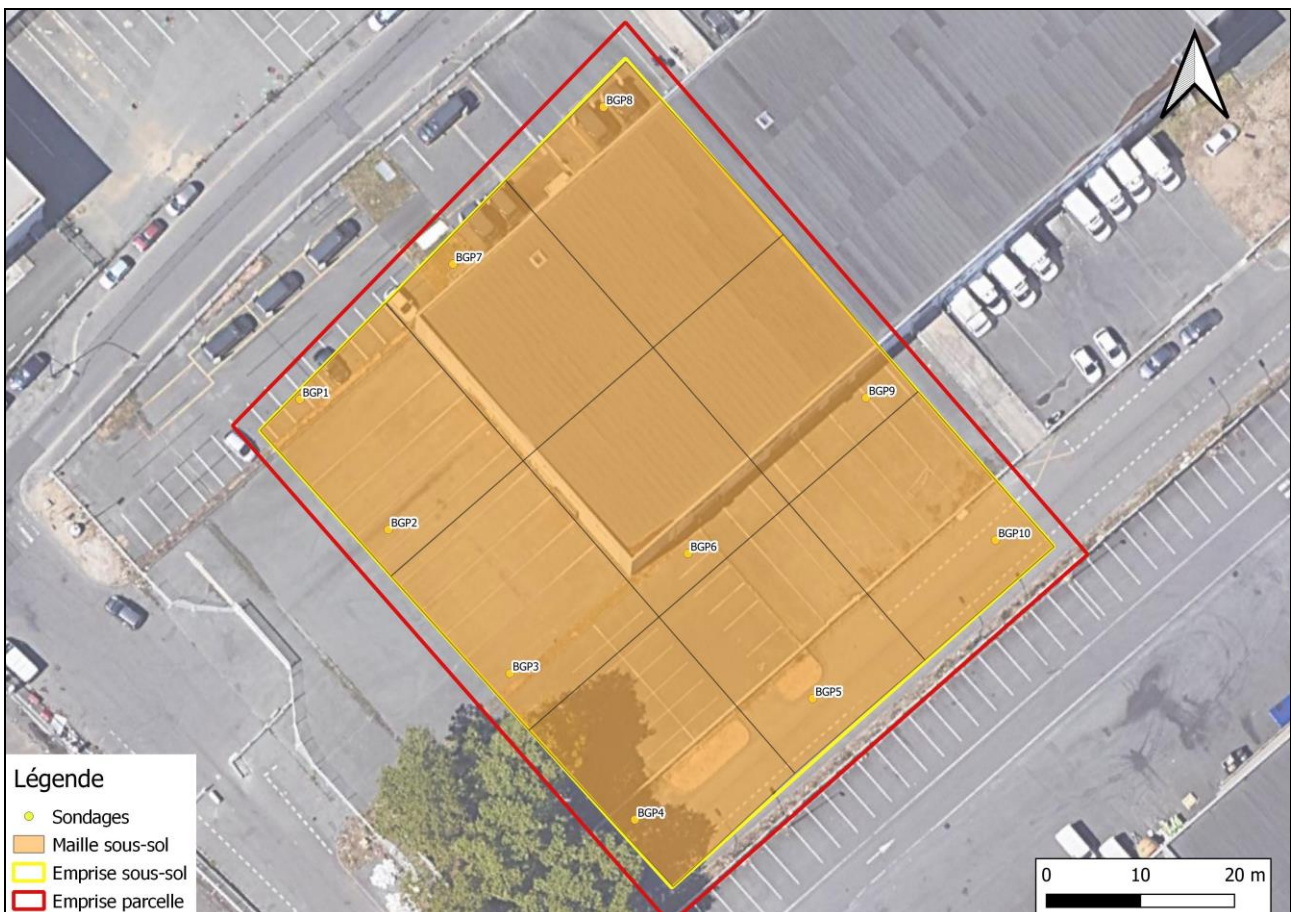 BGP8
BGP7
BGP1
BGP9
BGP2
BGP10
BGP6
BGP3
BGP5
BGP4
Légende
Sondages
Maille sous-sol
Emprise sous-sol
Emprise parcelle
0 10 20 m